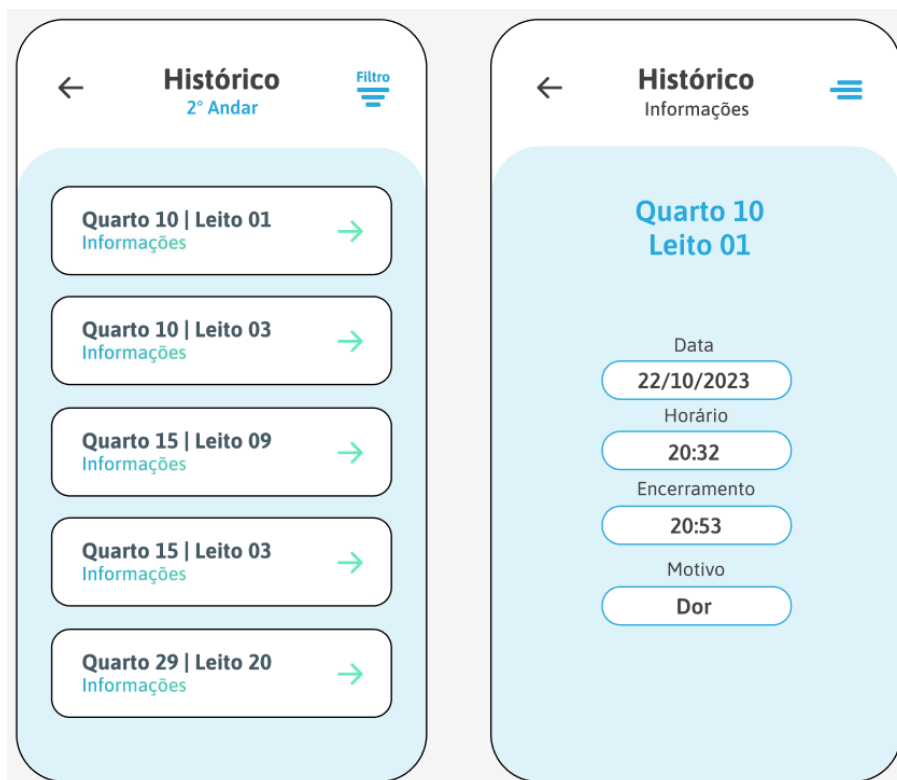 Histórico
2° Andar
Filtro
Quarto 10 | Leito 01
Informações
Quarto 10 | Leito 03
Informações
Quarto 15 | Leito 09
Informações
Quarto 15 | Leito 03
Informações
Quarto 29 | Leito 20
Informações
Histórico
Informações
Quarto 10
Leito 01
Data
22/10/2023
Horário
20:32
Encerramento
20:53
Motivo
Dor